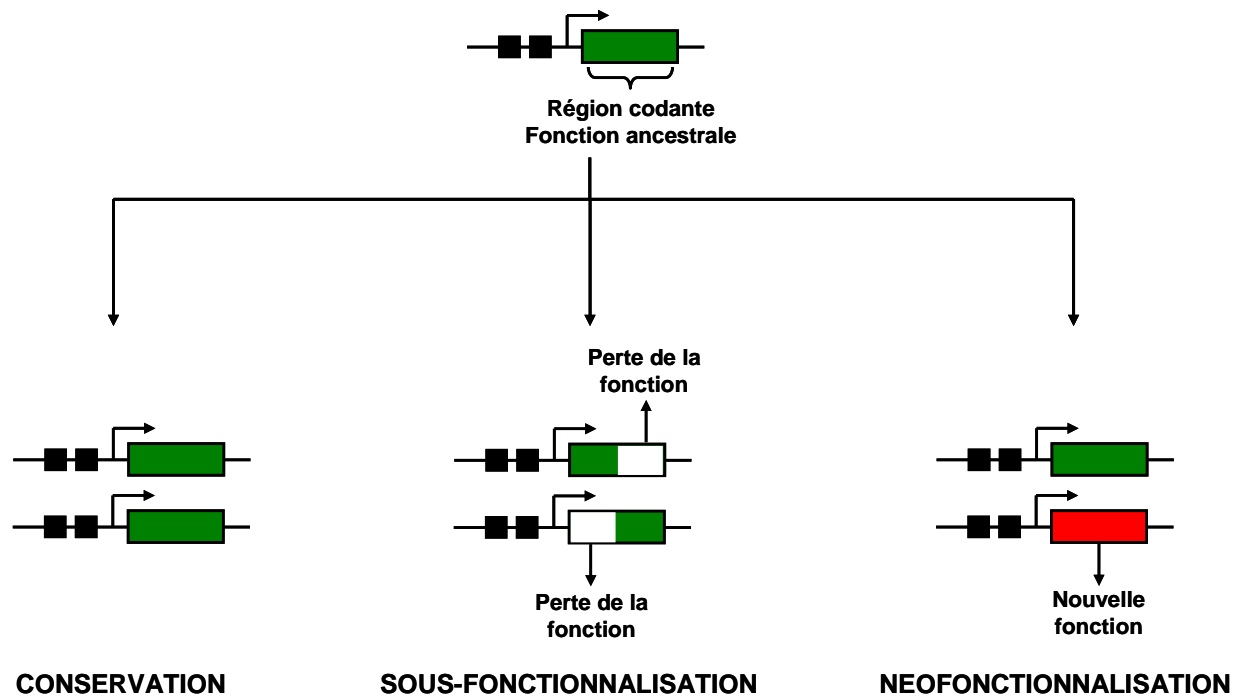 Région codante
Fonction ancestrale
Perte de la
fonction
Perte de la
fonction
Nouvelle
fonction
CONSERVATION
SOUS-FONCTIONNALISATION
NEOFONCTIONNALISATION